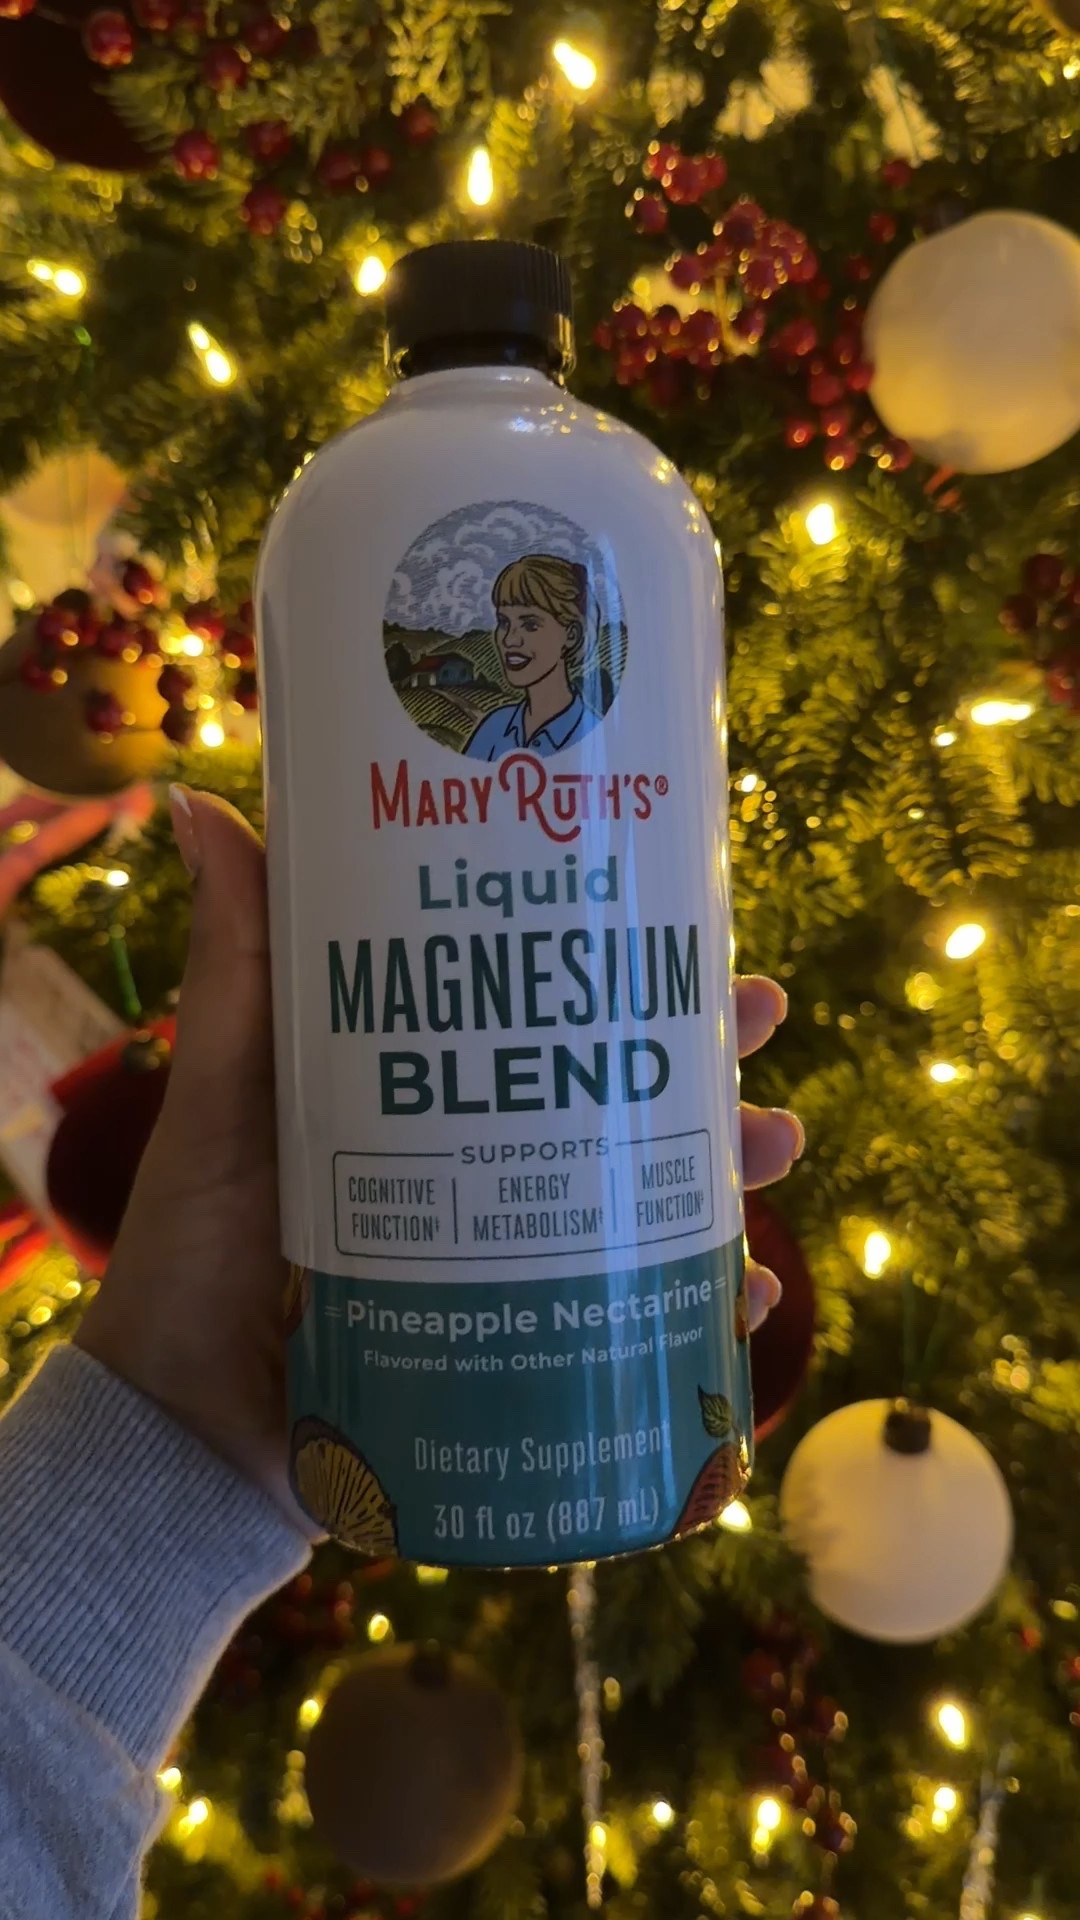 MARY RUTH'S®
Liquid
MAGNESIUM
BLEND
SUPPORTS
COGNITIVE FUNCTION‡
ENERGY METABOLISM‡
MUSCLE FUNCTION‡
Pineapple Nectarine
Flavored with Other Natural Flavor
Dietary Supplement
30 fl oz (887 mL)